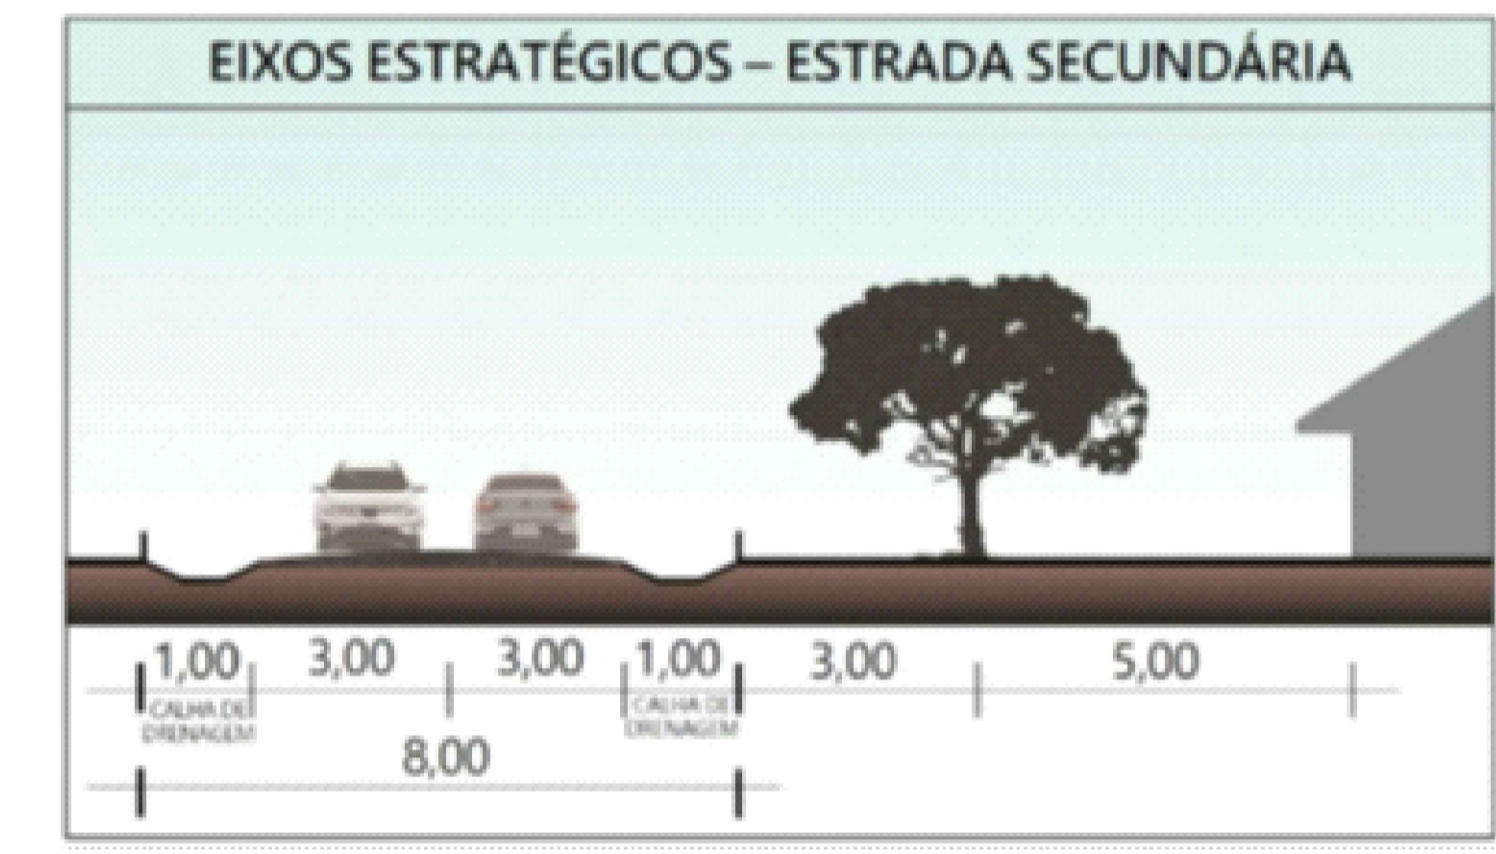 EIXOS ESTRATÉGICOS – ESTRADA SECUNDÁRIA
1,00 3,00 3,00 1,00 3,00 5,00
CALHA DE DRENAGEM
CALHA DE DRENAGEM
8,00